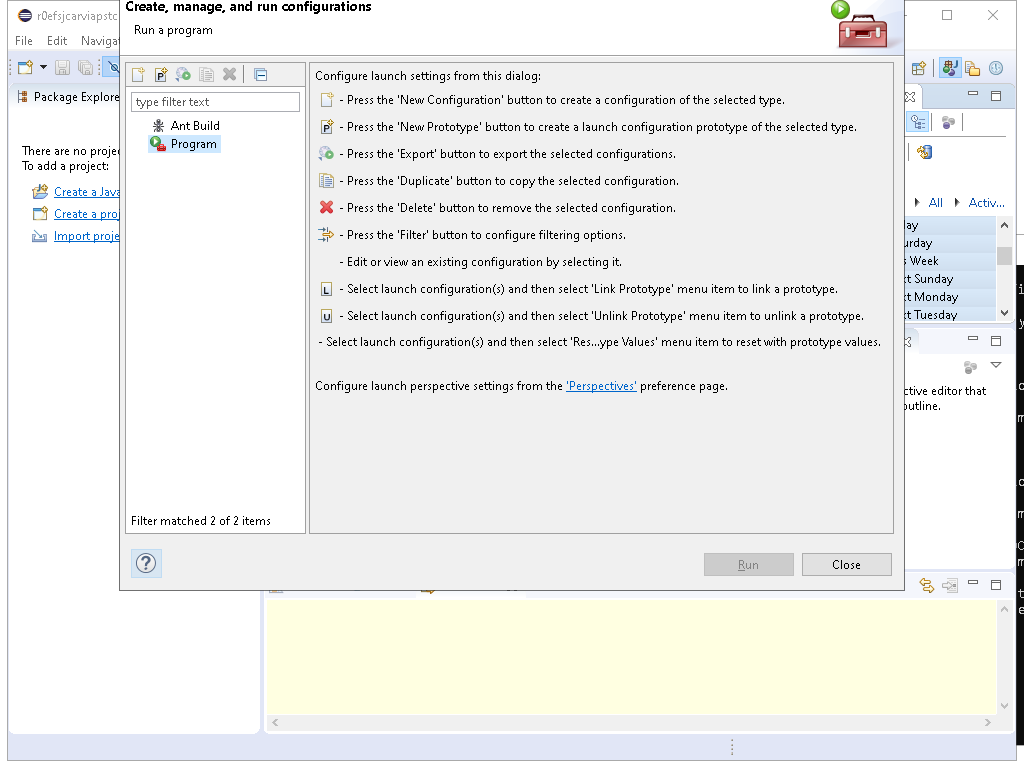 r0efsjcarviapstc
File Edit Navigat
Package Explore
There are no projec
To add a project:
Create a Java
Create a proj
Import proje
Create, manage, and run configurations
Run a program
type filter text
Ant Build
Program
Filter matched 2 of 2 items
Configure launch settings from this dialog:
- Press the 'New Configuration' button to create a configuration of the selected type.
- Press the 'New Prototype' button to create a launch configuration prototype of the selected type.
- Press the 'Export' button to export the selected configurations.
- Press the 'Duplicate' button to copy the selected configuration.
- Press the 'Delete' button to remove the selected configuration.
- Press the 'Filter' button to configure filtering options.
- Edit or view an existing configuration by selecting it.
L - Select launch configuration(s) and then select 'Link Prototype' menu item to link a prototype.
U - Select launch configuration(s) and then select 'Unlink Prototype' menu item to unlink a prototype.
- Select launch configuration(s) and then select 'Res...ype Values' menu item to reset with prototype values.
Configure launch perspective settings from the 'Perspectives' preference page.
Run Close
All Activ...
ay
urday
s Week
xt Sunday
xt Monday
xt Tuesday
ctive editor that
outline.